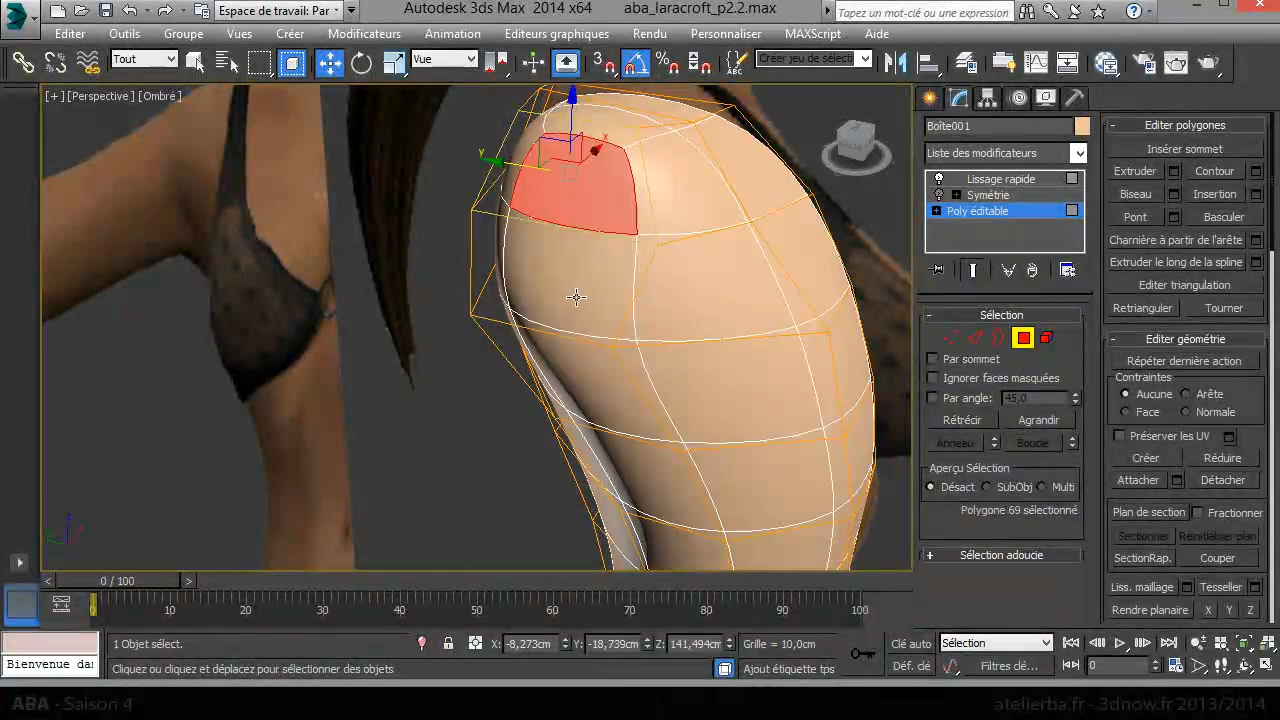 Espace de travail: Par
Autodesk 3ds Max 2014 x64
aba_laracroft_p2.2.max
Tapez un mot-clé ou une expression
Editer
Outils
Groupe
Vues
Créer
Modificateurs
Animation
Editeurs graphiques
Rendu
Personnaliser
MAXScript
Aide
Tout
Vue
3
Créer jeu de sélecti
[+] [Perspective] [Ombré]
x
y
Boîte001
Liste des modificateurs
Lissage rapide
Symétrie
Poly éditable
Sélection
Par sommet
Ignorer faces masquées
Par angle:
45,0
Rétrécir
Agrandir
Anneau
Boucle
Aperçu Sélection
Désact
SubObj
Multi
Polygone 69 sélectionné
Sélection adoucie
Editer polygones
Insérer sommet
Extruder
Contour
Biseau
Insertion
Pont
Basculer
Charnière à partir de l'arête
Extruder le long de la spline
Editer triangulation
Retrianguler
Tourner
Editer géométrie
Répéter dernière action
Contraintes
Aucune
Arête
Face
Normale
Préserver les UV
Créer
Réduire
Attacher
Détacher
Plan de section
Fractionner
Sectionner
Réinitialiser plan
SectionRap.
Couper
Liss. maillage
Tesseller
Rendre planaire
X
Y
Z
0 / 100
0
10
20
30
40
50
60
70
80
90
100
Bienvenue da
1 Objet sélect.
X: -8,273cm
Y: -18,739cm
Z: 141,494cm
Grille = 10,0cm
Cliquez ou cliquez et déplacez pour sélectionner des objets
Ajout étiquette tps
Clé auto
Sélection
Déf. clé
Filtres clé...
0
ABA - Saison 4
atelierba.fr - 3dnow.fr 2013/2014